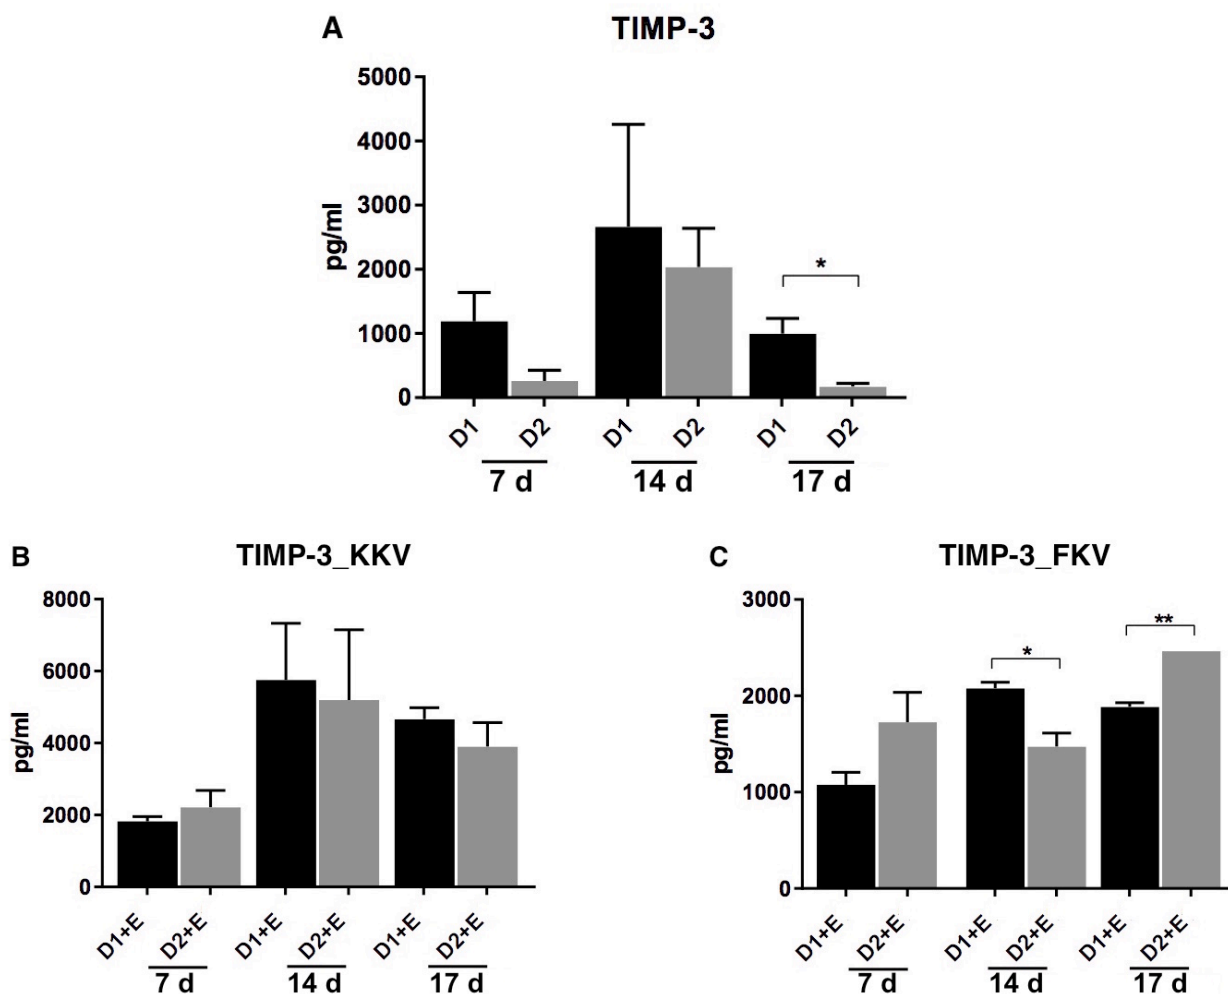 A
TIMP-3
5000
4000
3000
2000
1000
0
pg/ml
*
D1 D2 D1 D2 D1 D2
7 d 14 d 17 d
B
TIMP-3_KKV
8000
6000
4000
2000
0
pg/ml
D1+E D2+E D1+E D2+E D1+E D2+E
7 d 14 d 17 d
C
TIMP-3_FKV
3000
2000
1000
0
pg/ml
*
**
D1+E D2+E D1+E D2+E D1+E D2+E
7 d 14 d 17 d